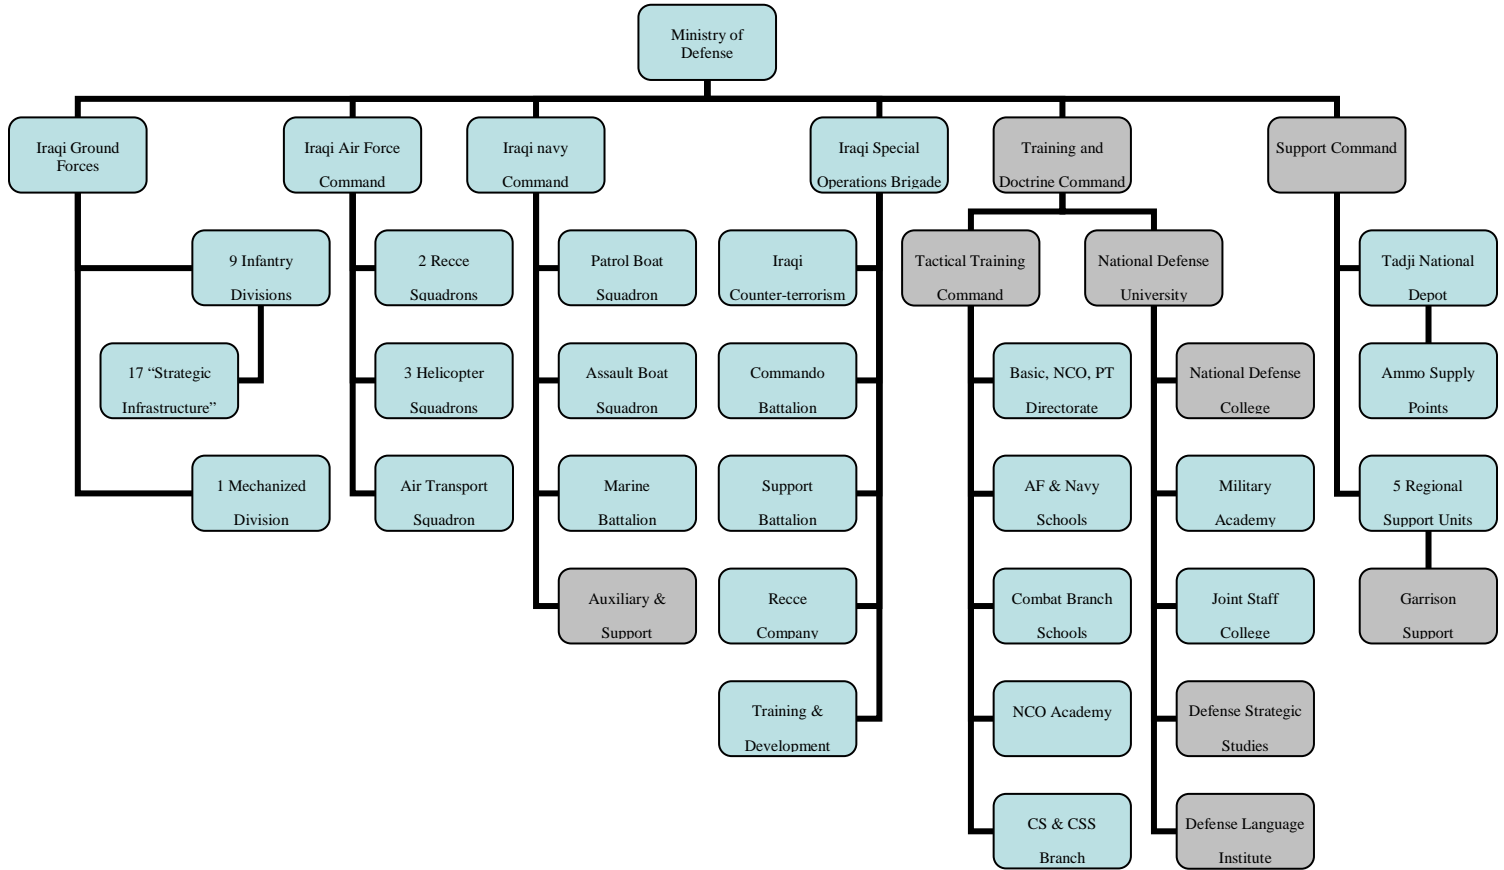 Ministry of
Defense
Iraqi Ground
Forces
Iraqi Air Force
Command
Iraqi navy
Command
Iraqi Special
Operations Brigade
Training and
Doctrine Command
Support Command
9 Infantry
Divisions
2 Recce
Squadrons
Patrol Boat
Squadron
Iraqi
Counter-terrorism
Tactical Training
Command
National Defense
University
Tadji National
Depot
17 “Strategic
Infrastructure”
3 Helicopter
Squadrons
Assault Boat
Squadron
Commando
Battalion
Basic, NCO, PT
Directorate
National Defense
College
Ammo Supply
Points
1 Mechanized
Division
Air Transport
Squadron
Marine
Battalion
Support
Battalion
AF & Navy
Schools
Military
Academy
5 Regional
Support Units
Auxiliary &
Support
Recce
Company
Combat Branch
Schools
Joint Staff
College
Garrison
Support
Training &
Development
NCO Academy
Defense Strategic
Studies
CS & CSS
Branch
Defense Language
Institute